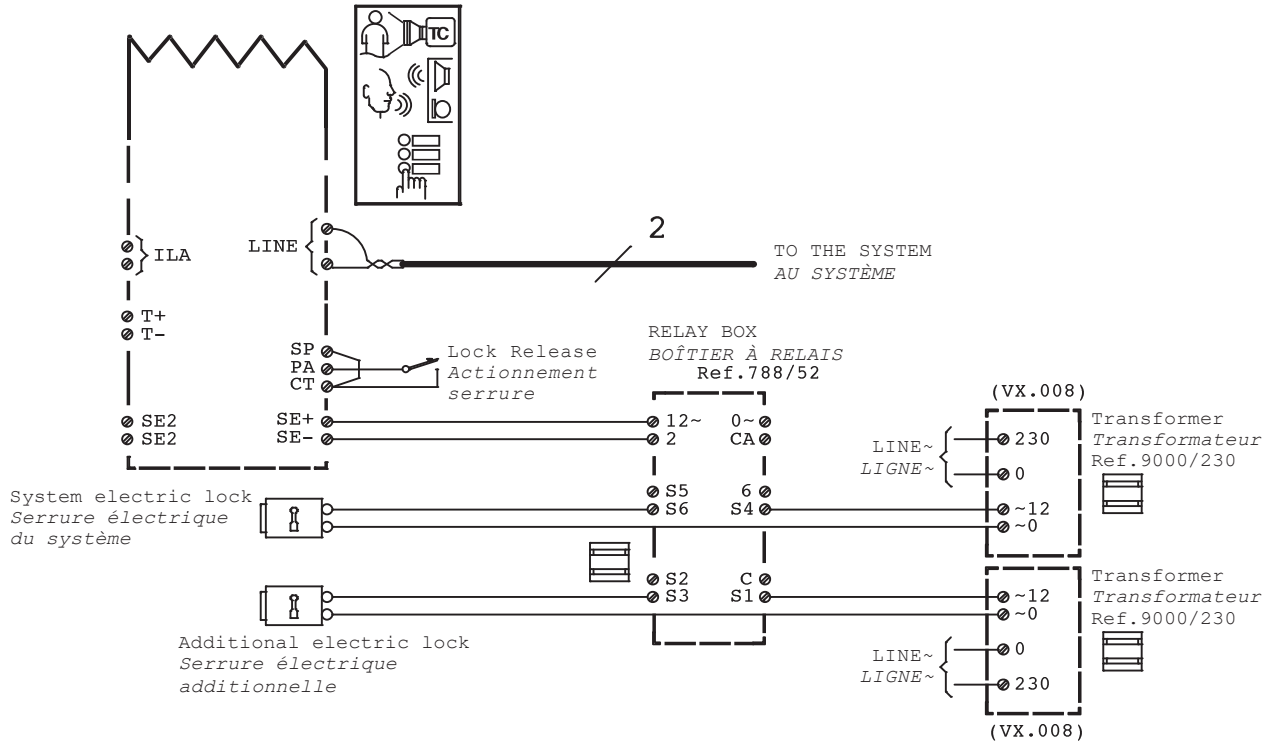 TC
2
ILA
LINE
TO THE SYSTEM
AU SYSTÈME
T+
T-
RELAY BOX
BOÎTIER À RELAIS
Ref.788/52
SP
PA
CT
Lock Release
Actionnement
serrure
(VX.008)
SE2
SE2
SE+
SE-
12~
2
0~
CA
LINE~
LIGNE~
230
0
Transformer
Transformateur
Ref.9000/230
System electric lock
Serrure électrique
du système
S5
S6
6
S4
~12
~0
S2
S3
C
S1
~12
~0
Transformer
Transformateur
Ref.9000/230
Additional electric lock
Serrure électrique
additionnelle
LINE~
LIGNE~
0
230
(VX.008)